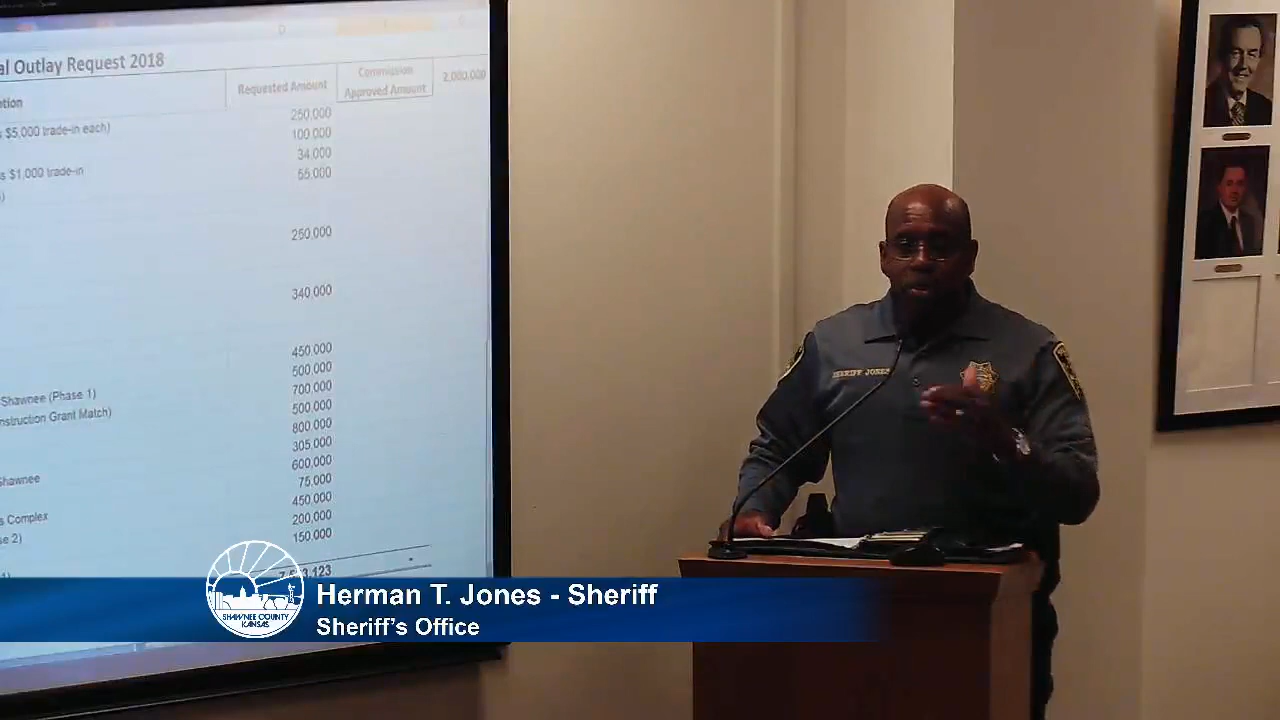 al Outlay Request 2018
ption
Requested Amount
Commission
Approved Amount
2,000,000
250,000
s $5,000 trade-in each)
100,000
34,000
s $1,000 trade-in
55,000
250,000
340,000
450,000
500,000
Shawnee (Phase 1)
700,000
nstruction Grant Match)
500,000
800,000
305,000
Shawnee
600,000
75,000
450,000
s Complex
200,000
se 2)
150,000
SHERIFF JONES
SHAWNEE COUNTY
KANSAS
Herman T. Jones - Sheriff
Sheriff's Office